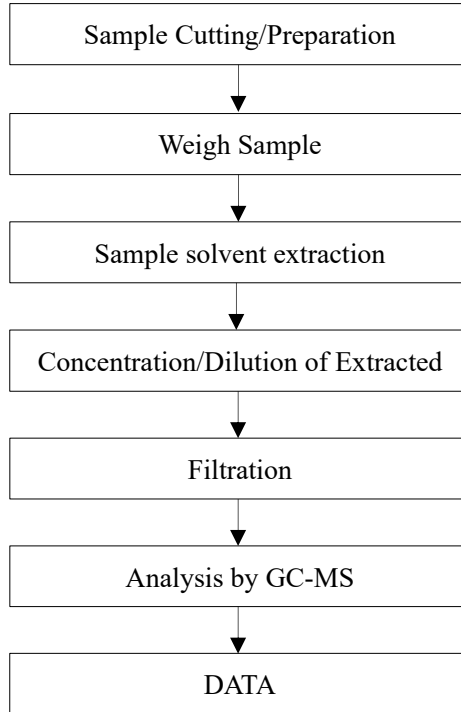 Sample Cutting/Preparation
Weigh Sample
Sample solvent extraction
Concentration/Dilution of Extracted
Filtration
Analysis by GC-MS
DATA